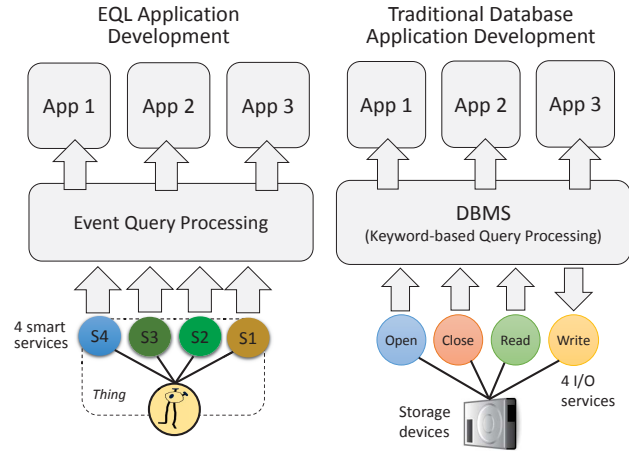 EQL Application
Development
App 1
App 2
App 3
Event Query Processing
4 smart
services
S4
S3
S2
S1
Thing
Traditional Database
Application Development
App 1
App 2
App 3
DBMS
(Keyword-based Query Processing)
Open
Close
Read
Write
4 I/O
services
Storage
devices